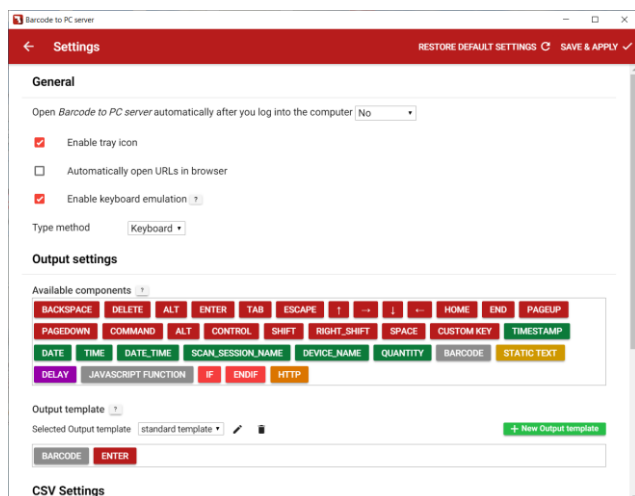 Barcode to PC server
Settings
RESTORE DEFAULT SETTINGS
SAVE & APPLY
General
Open Barcode to PC server automatically after you log into the computer No
Enable tray icon
Automatically open URLs in browser
Enable keyboard emulation ?
Type method Keyboard
Output settings
Available components ?
BACKSPACE DELETE ALT ENTER TAB ESCAPE ↑ → ↓ ← HOME END PAGEUP
PAGEDOWN COMMAND ALT CONTROL SHIFT RIGHT_SHIFT SPACE CUSTOM KEY TIMESTAMP
DATE TIME DATE_TIME SCAN_SESSION_NAME DEVICE_NAME QUANTITY BARCODE STATIC TEXT
DELAY JAVASCRIPT FUNCTION IF ENDIF HTTP
Output template ?
Selected Output template standard template + New Output template
BARCODE ENTER
CSV Settings